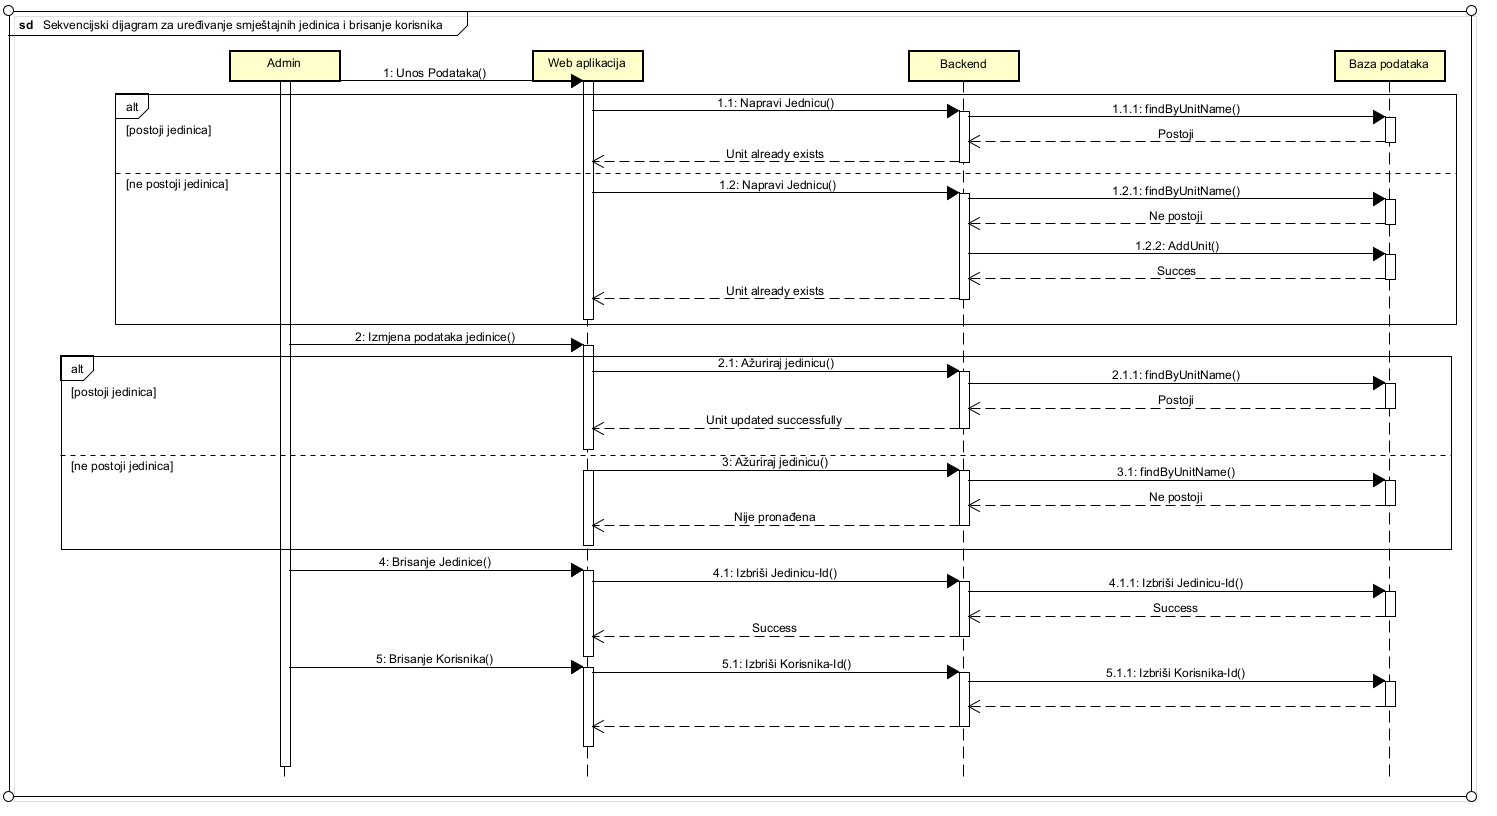 sd Sekvencijski dijagram za uređivanje smještajnih jedinica i brisanje korisnika
Admin
Web aplikacija
Backend
Baza podataka
1: Unos Podataka()
alt
[postoji jedinica]
1.1: Napravi Jednicu()
1.1.1: findByUnitName()
Postoji
Unit already exists
[ne postoji jedinica]
1.2: Napravi Jednicu()
1.2.1: findByUnitName()
Ne postoji
1.2.2: AddUnit()
Succes
Unit already exists
2: Izmjena podataka jedinice()
alt
[postoji jedinica]
2.1: Ažuriraj jedinicu()
2.1.1: findByUnitName()
Postoji
Unit updated successfully
[ne postoji jedinica]
3: Ažuriraj jedinicu()
3.1: findByUnitName()
Ne postoji
Nije pronađena
4: Brisanje Jedinice()
4.1: Izbriši Jedinicu-Id()
4.1.1: Izbriši Jedinicu-Id()
Success
Success
5: Brisanje Korisnika()
5.1: Izbriši Korisnika-Id()
5.1.1: Izbriši Korisnika-Id()